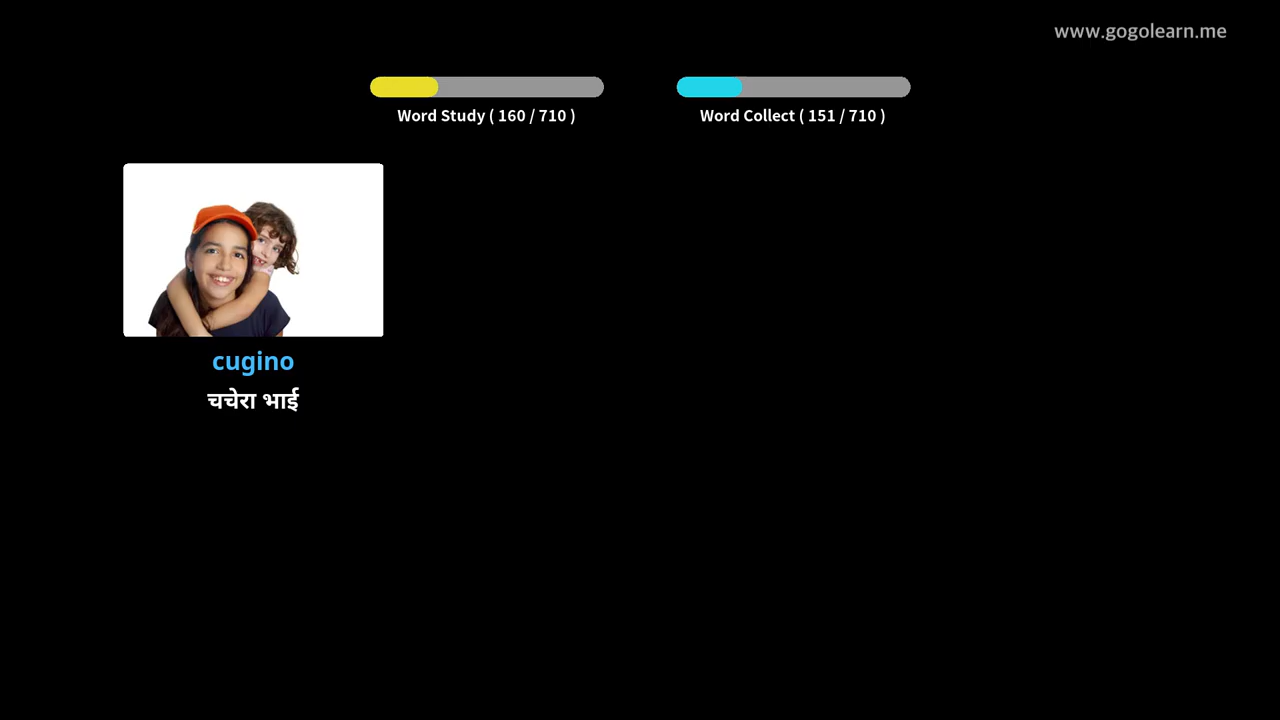 www.gogolearn.me
Word Study ( 160 / 710 )
Word Collect ( 151 / 710 )
cugino
चचेरा भाई